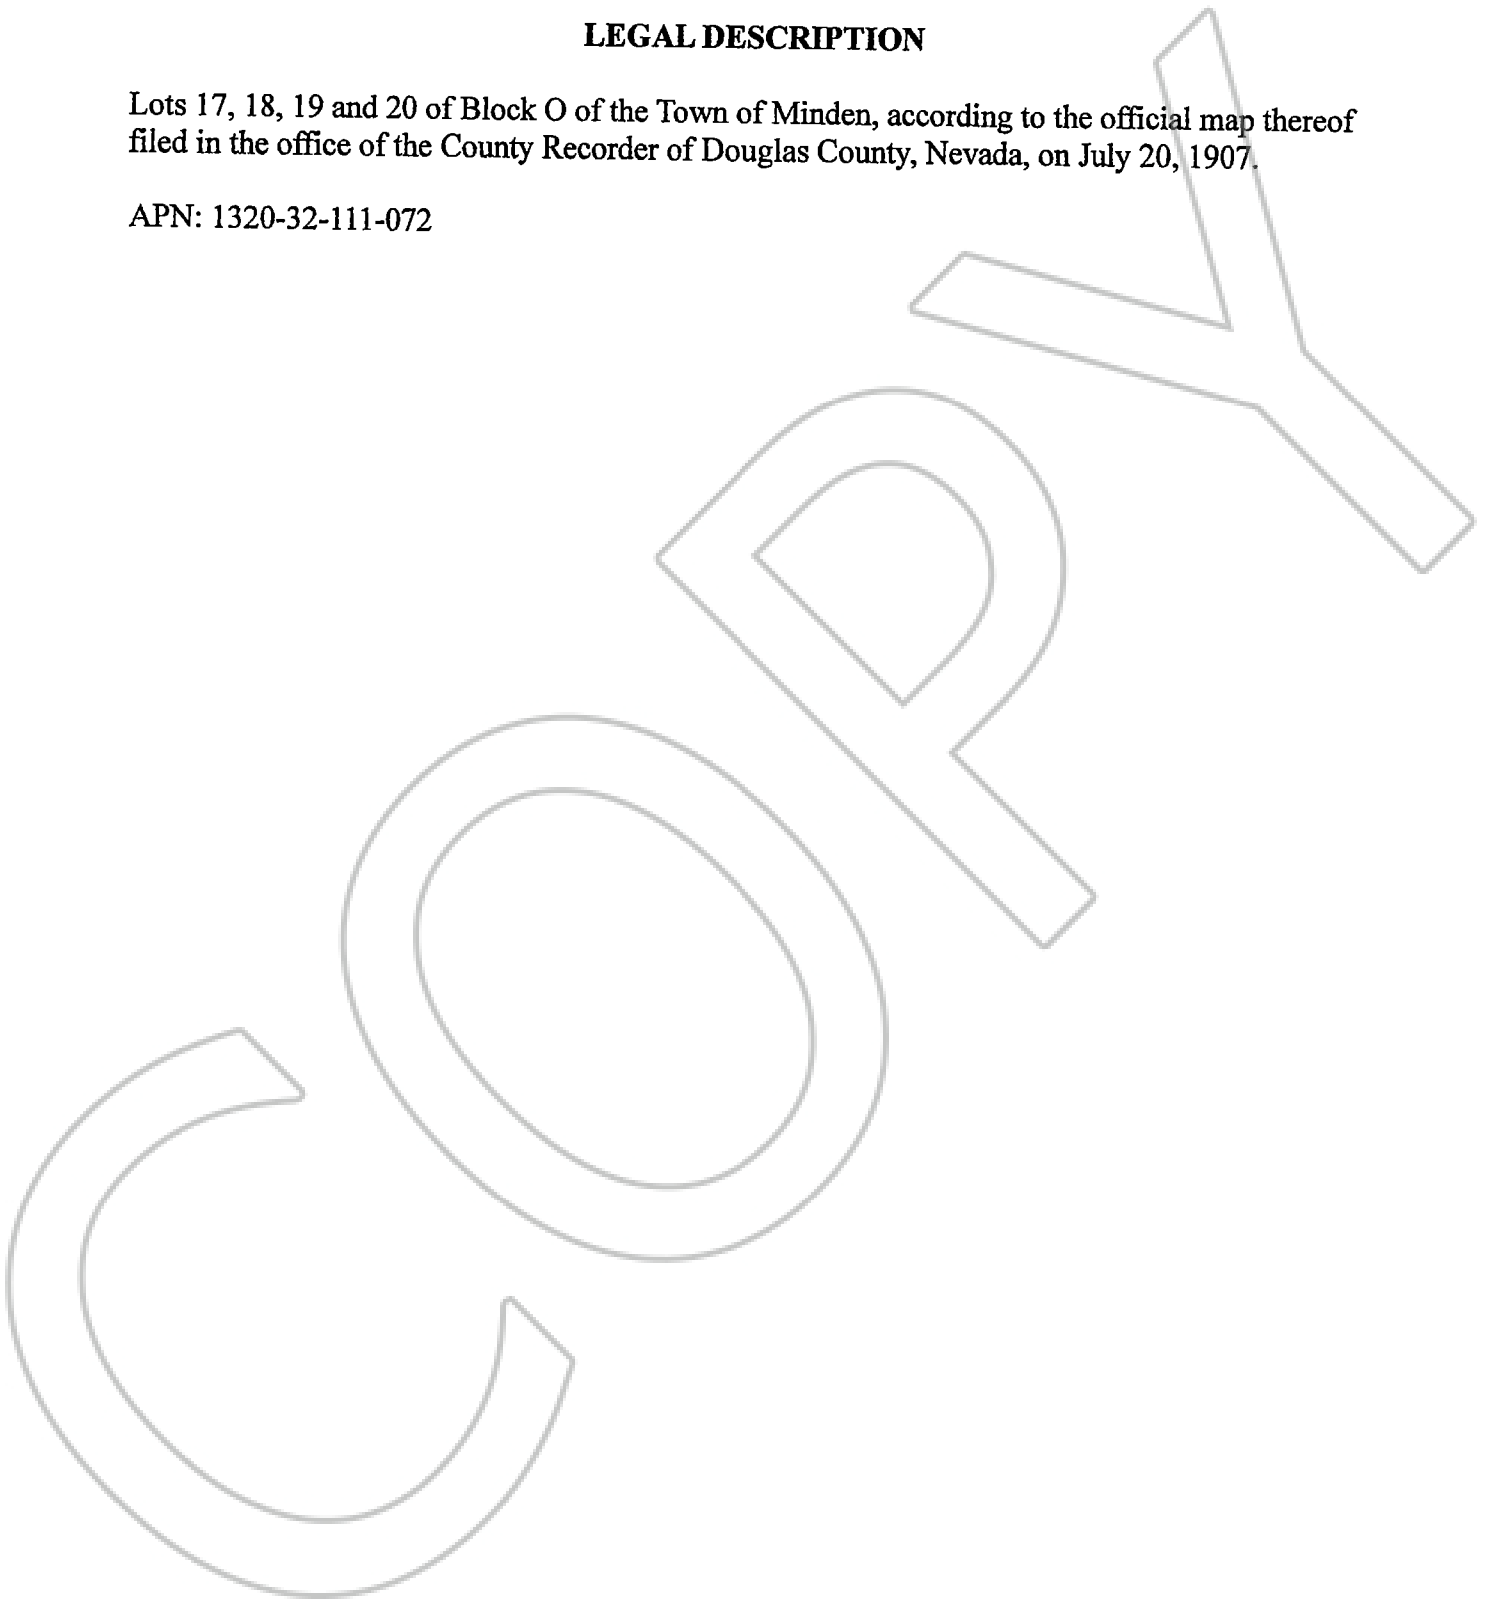 LEGAL DESCRIPTION
Lots 17, 18, 19 and 20 of Block O of the Town of Minden, according to the official map thereof
filed in the office of the County Recorder of Douglas County, Nevada, on July 20, 1907.
APN: 1320-32-111-072
COPY